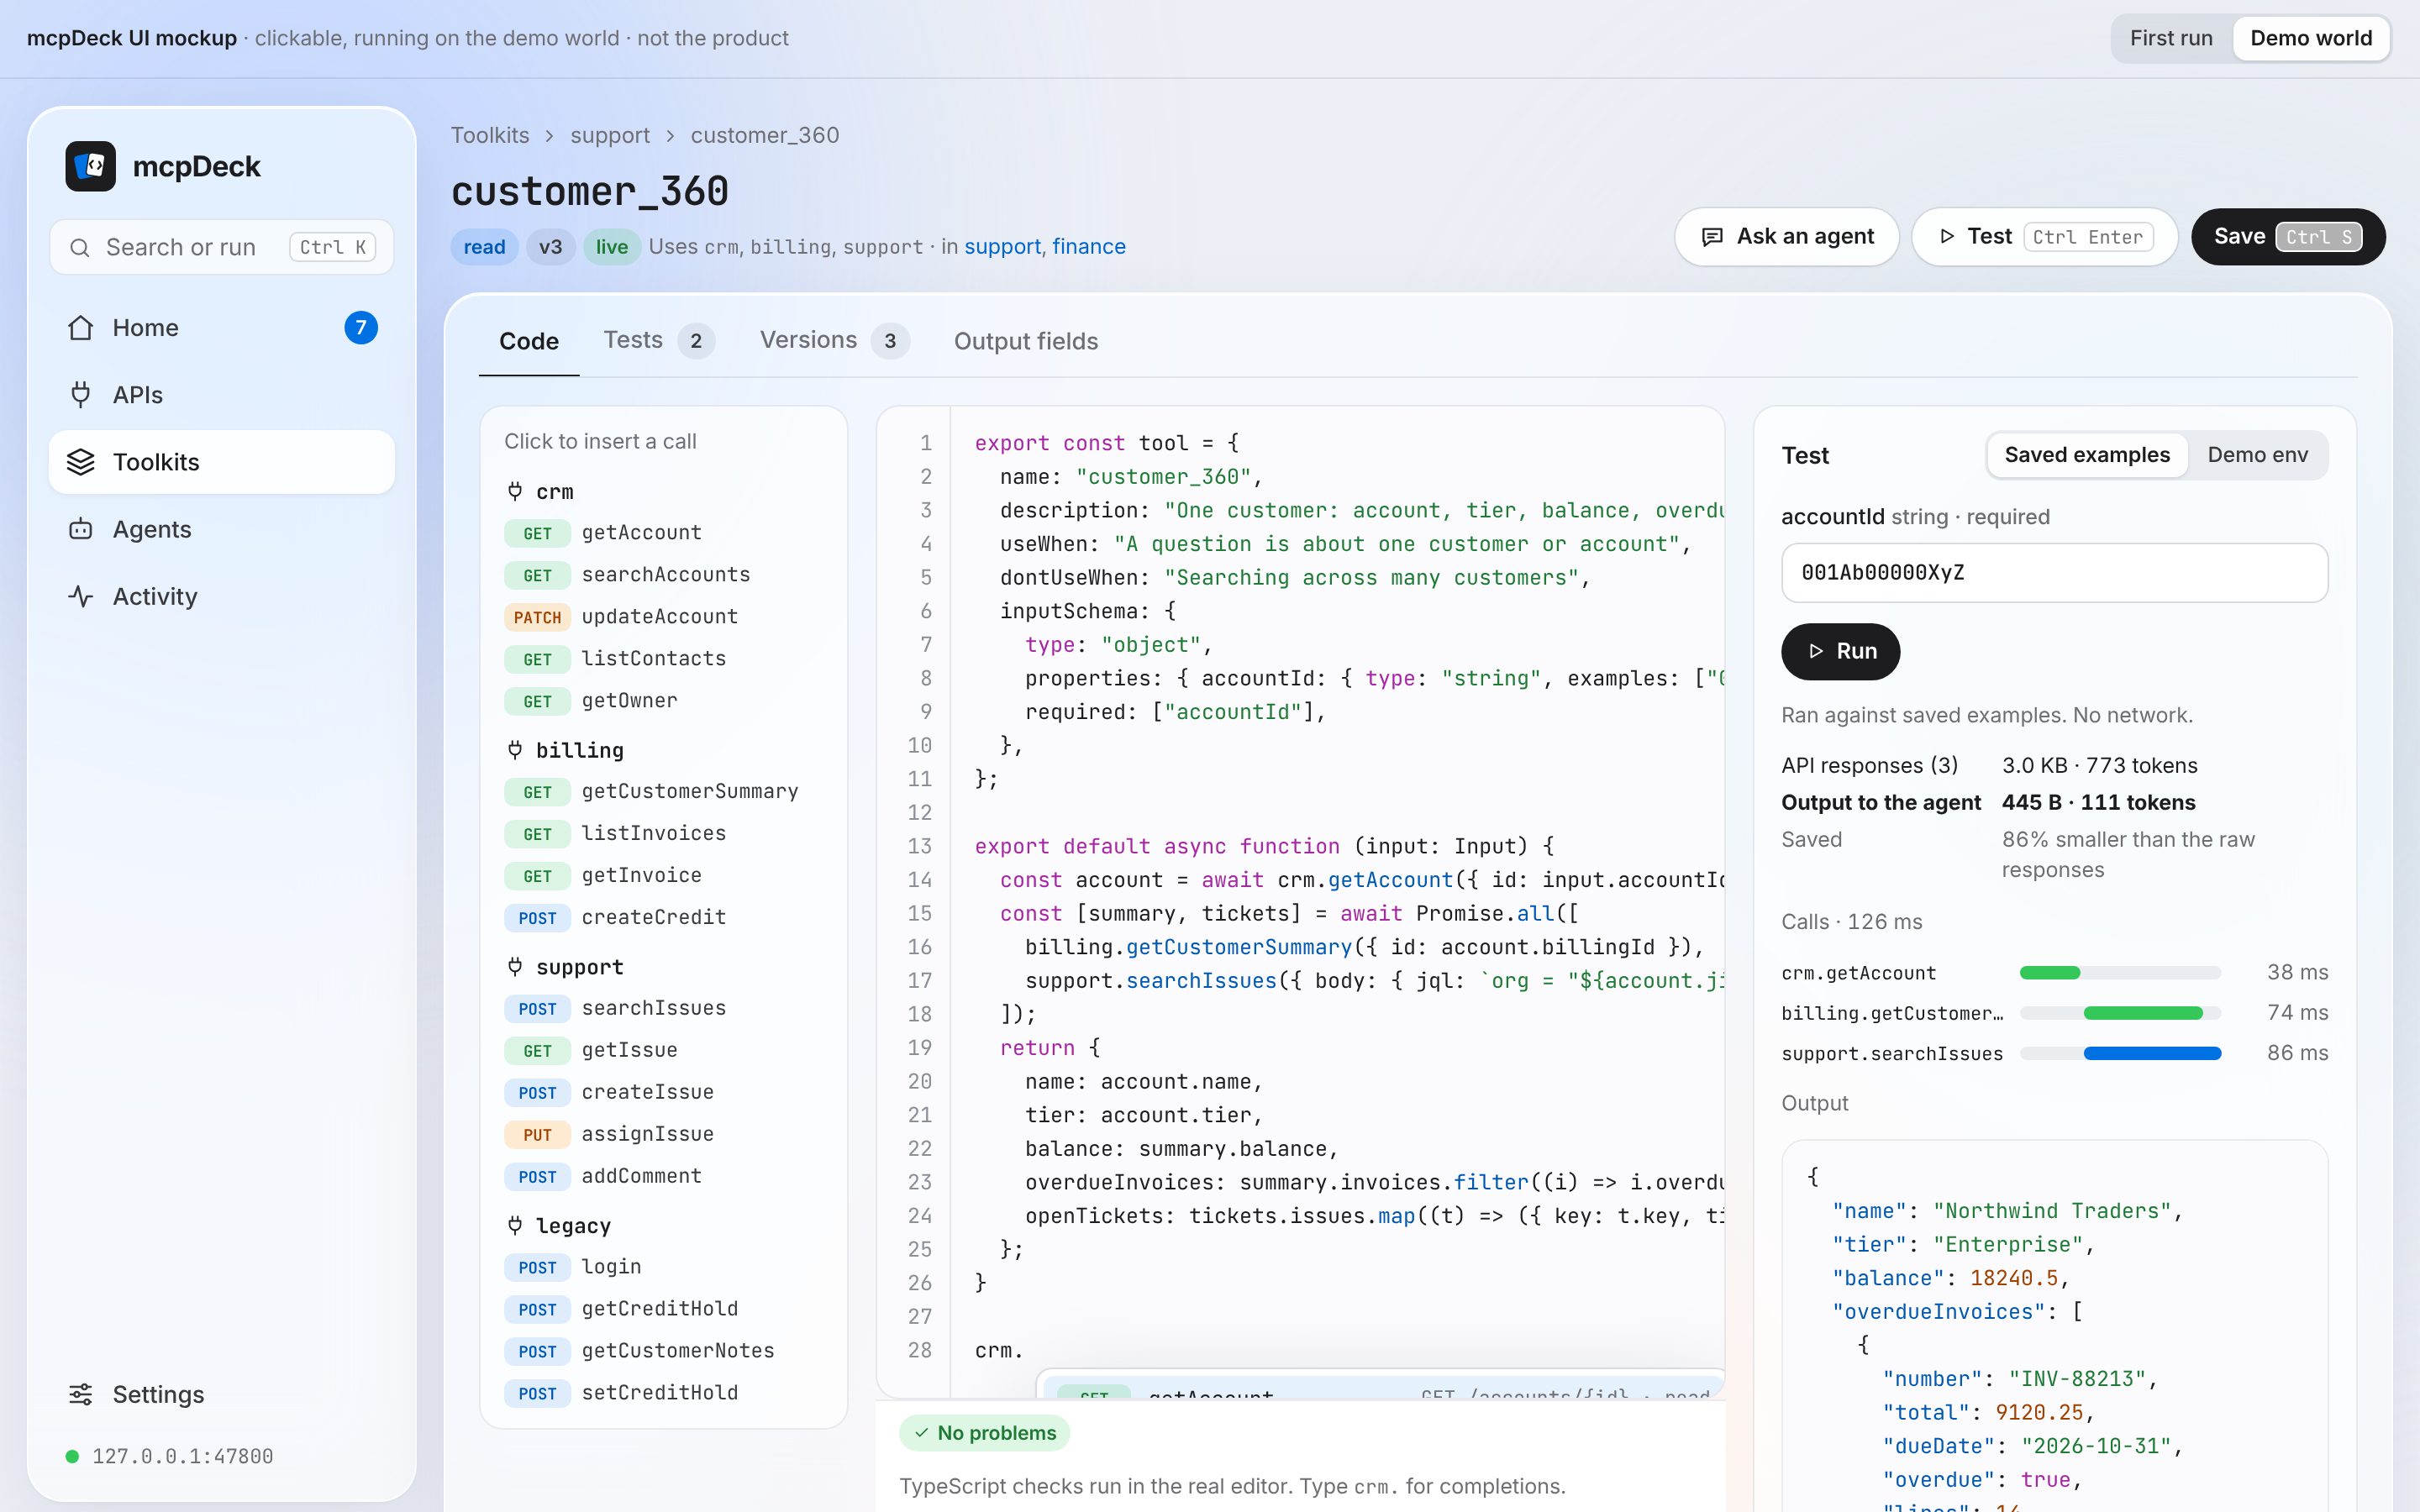 mcpDeck UI mockup · clickable, running on the demo world · not the product
First run
Demo world
mcpDeck
Search or run Ctrl K
Home 7
APIs
Toolkits
Agents
Activity
Settings
127.0.0.1:47800
Toolkits > support > customer_360
customer_360
read v3 live Uses crm, billing, support · in support, finance
Ask an agent
Test Ctrl Enter
Save Ctrl S
Code
Tests 2
Versions 3
Output fields
Click to insert a call
crm
GET getAccount
GET searchAccounts
PATCH updateAccount
GET listContacts
GET getOwner
billing
GET getCustomerSummary
GET listInvoices
GET getInvoice
POST createCredit
support
POST searchIssues
GET getIssue
POST createIssue
PUT assignIssue
POST addComment
legacy
POST login
POST getCreditHold
POST getCustomerNotes
POST setCreditHold
1 export const tool = {
2 name: "customer_360",
3 description: "One customer: account, tier, balance, overdu
4 useWhen: "A question is about one customer or account",
5 dontUseWhen: "Searching across many customers",
6 inputSchema: {
7 type: "object",
8 properties: { accountId: { type: "string", examples: ["0
9 required: ["accountId"],
10 },
11 };
12
13 export default async function (input: Input) {
14 const account = await crm.getAccount({ id: input.accountId
15 const [summary, tickets] = await Promise.all([
16 billing.getCustomerSummary({ id: account.billingId }),
17 support.searchIssues({ body: { jql: `org = "${account.ji
18 ]);
19 return {
20 name: account.name,
21 tier: account.tier,
22 balance: summary.balance,
23 overdueInvoices: summary.invoices.filter((i) => i.overdu
24 openTickets: tickets.issues.map((t) => ({ key: t.key, ti
25 };
26 }
27
28 crm.
GET getAccount GET /accounts/{id} · read
No problems
TypeScript checks run in the real editor. Type crm. for completions.
Test
Saved examples
Demo env
accountId string · required
001Ab00000XyZ
Run
Ran against saved examples. No network.
API responses (3) 3.0 KB · 773 tokens
Output to the agent 445 B · 111 tokens
Saved 86% smaller than the raw
responses
Calls · 126 ms
crm.getAccount 38 ms
billing.getCustomer… 74 ms
support.searchIssues 86 ms
Output
{
"name": "Northwind Traders",
"tier": "Enterprise",
"balance": 18240.5,
"overdueInvoices": [
{
"number": "INV-88213",
"total": 9120.25,
"dueDate": "2026-10-31",
"overdue": true,